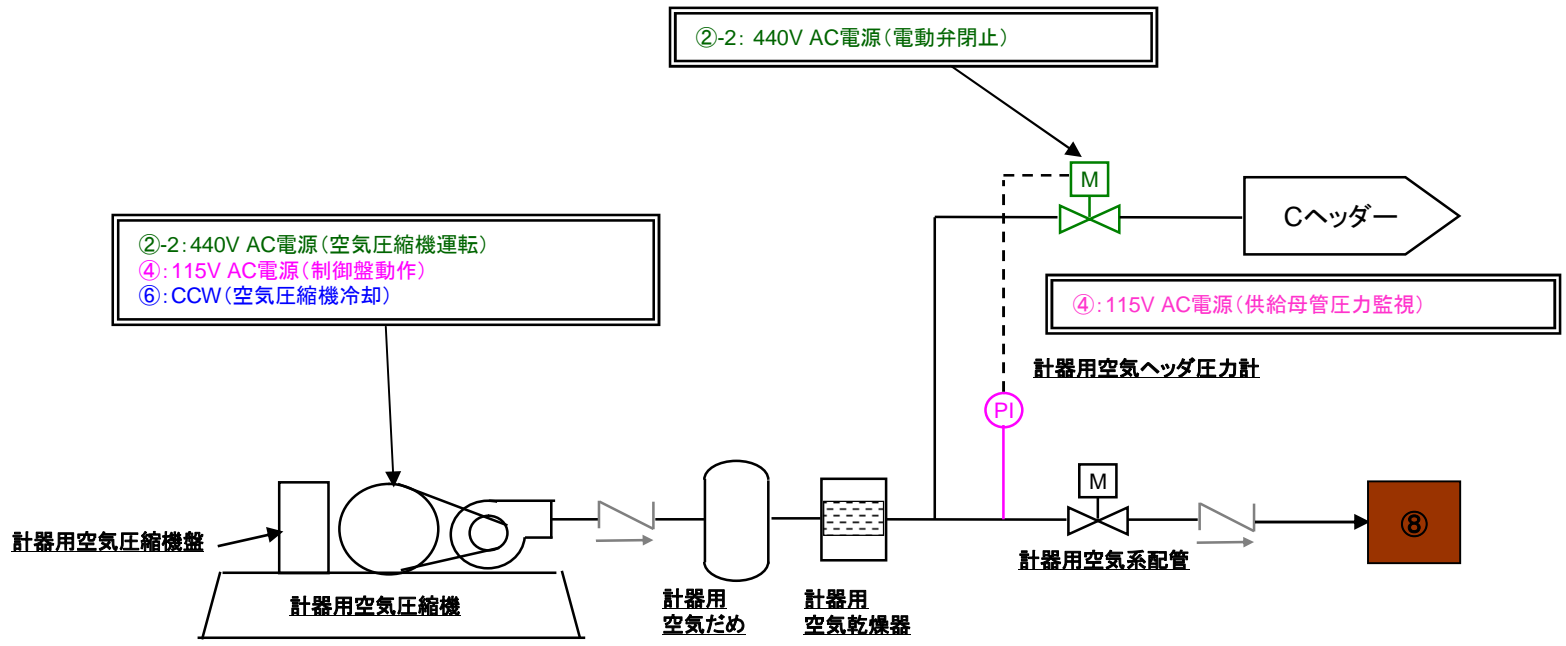 ②-2： 440V AC電源（電動弁閉止）
M
Cヘッダー
②-2：440V AC電源（空気圧縮機運転）
④：115V AC電源（制御盤動作）
⑥：CCW（空気圧縮機冷却）
④：115V AC電源（供給母管圧力監視）
計器用空気ヘッダ圧力計
PI
M
⑧
計器用空気圧縮機盤
計器用空気系配管
計器用空気圧縮機
計器用
空気だめ
計器用
空気乾燥器